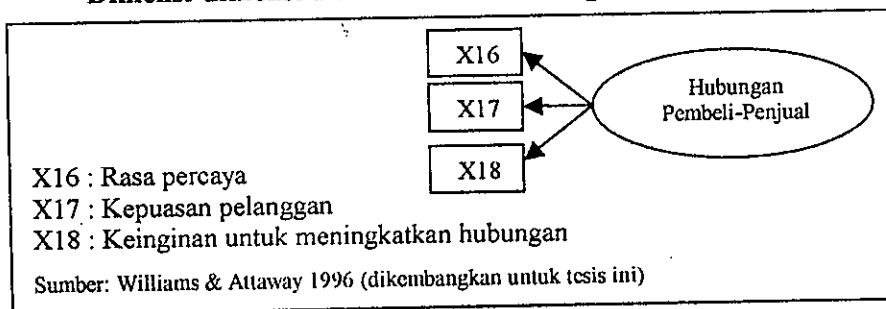 X16
X17
X18
Hubungan
Pembeli-Penjual
X16 : Rasa percaya
X17 : Kepuasan pelanggan
X18 : Keinginan untuk meningkatkan hubungan
Sumber: Williams & Attaway 1996 (dikembangkan untuk tesis ini)